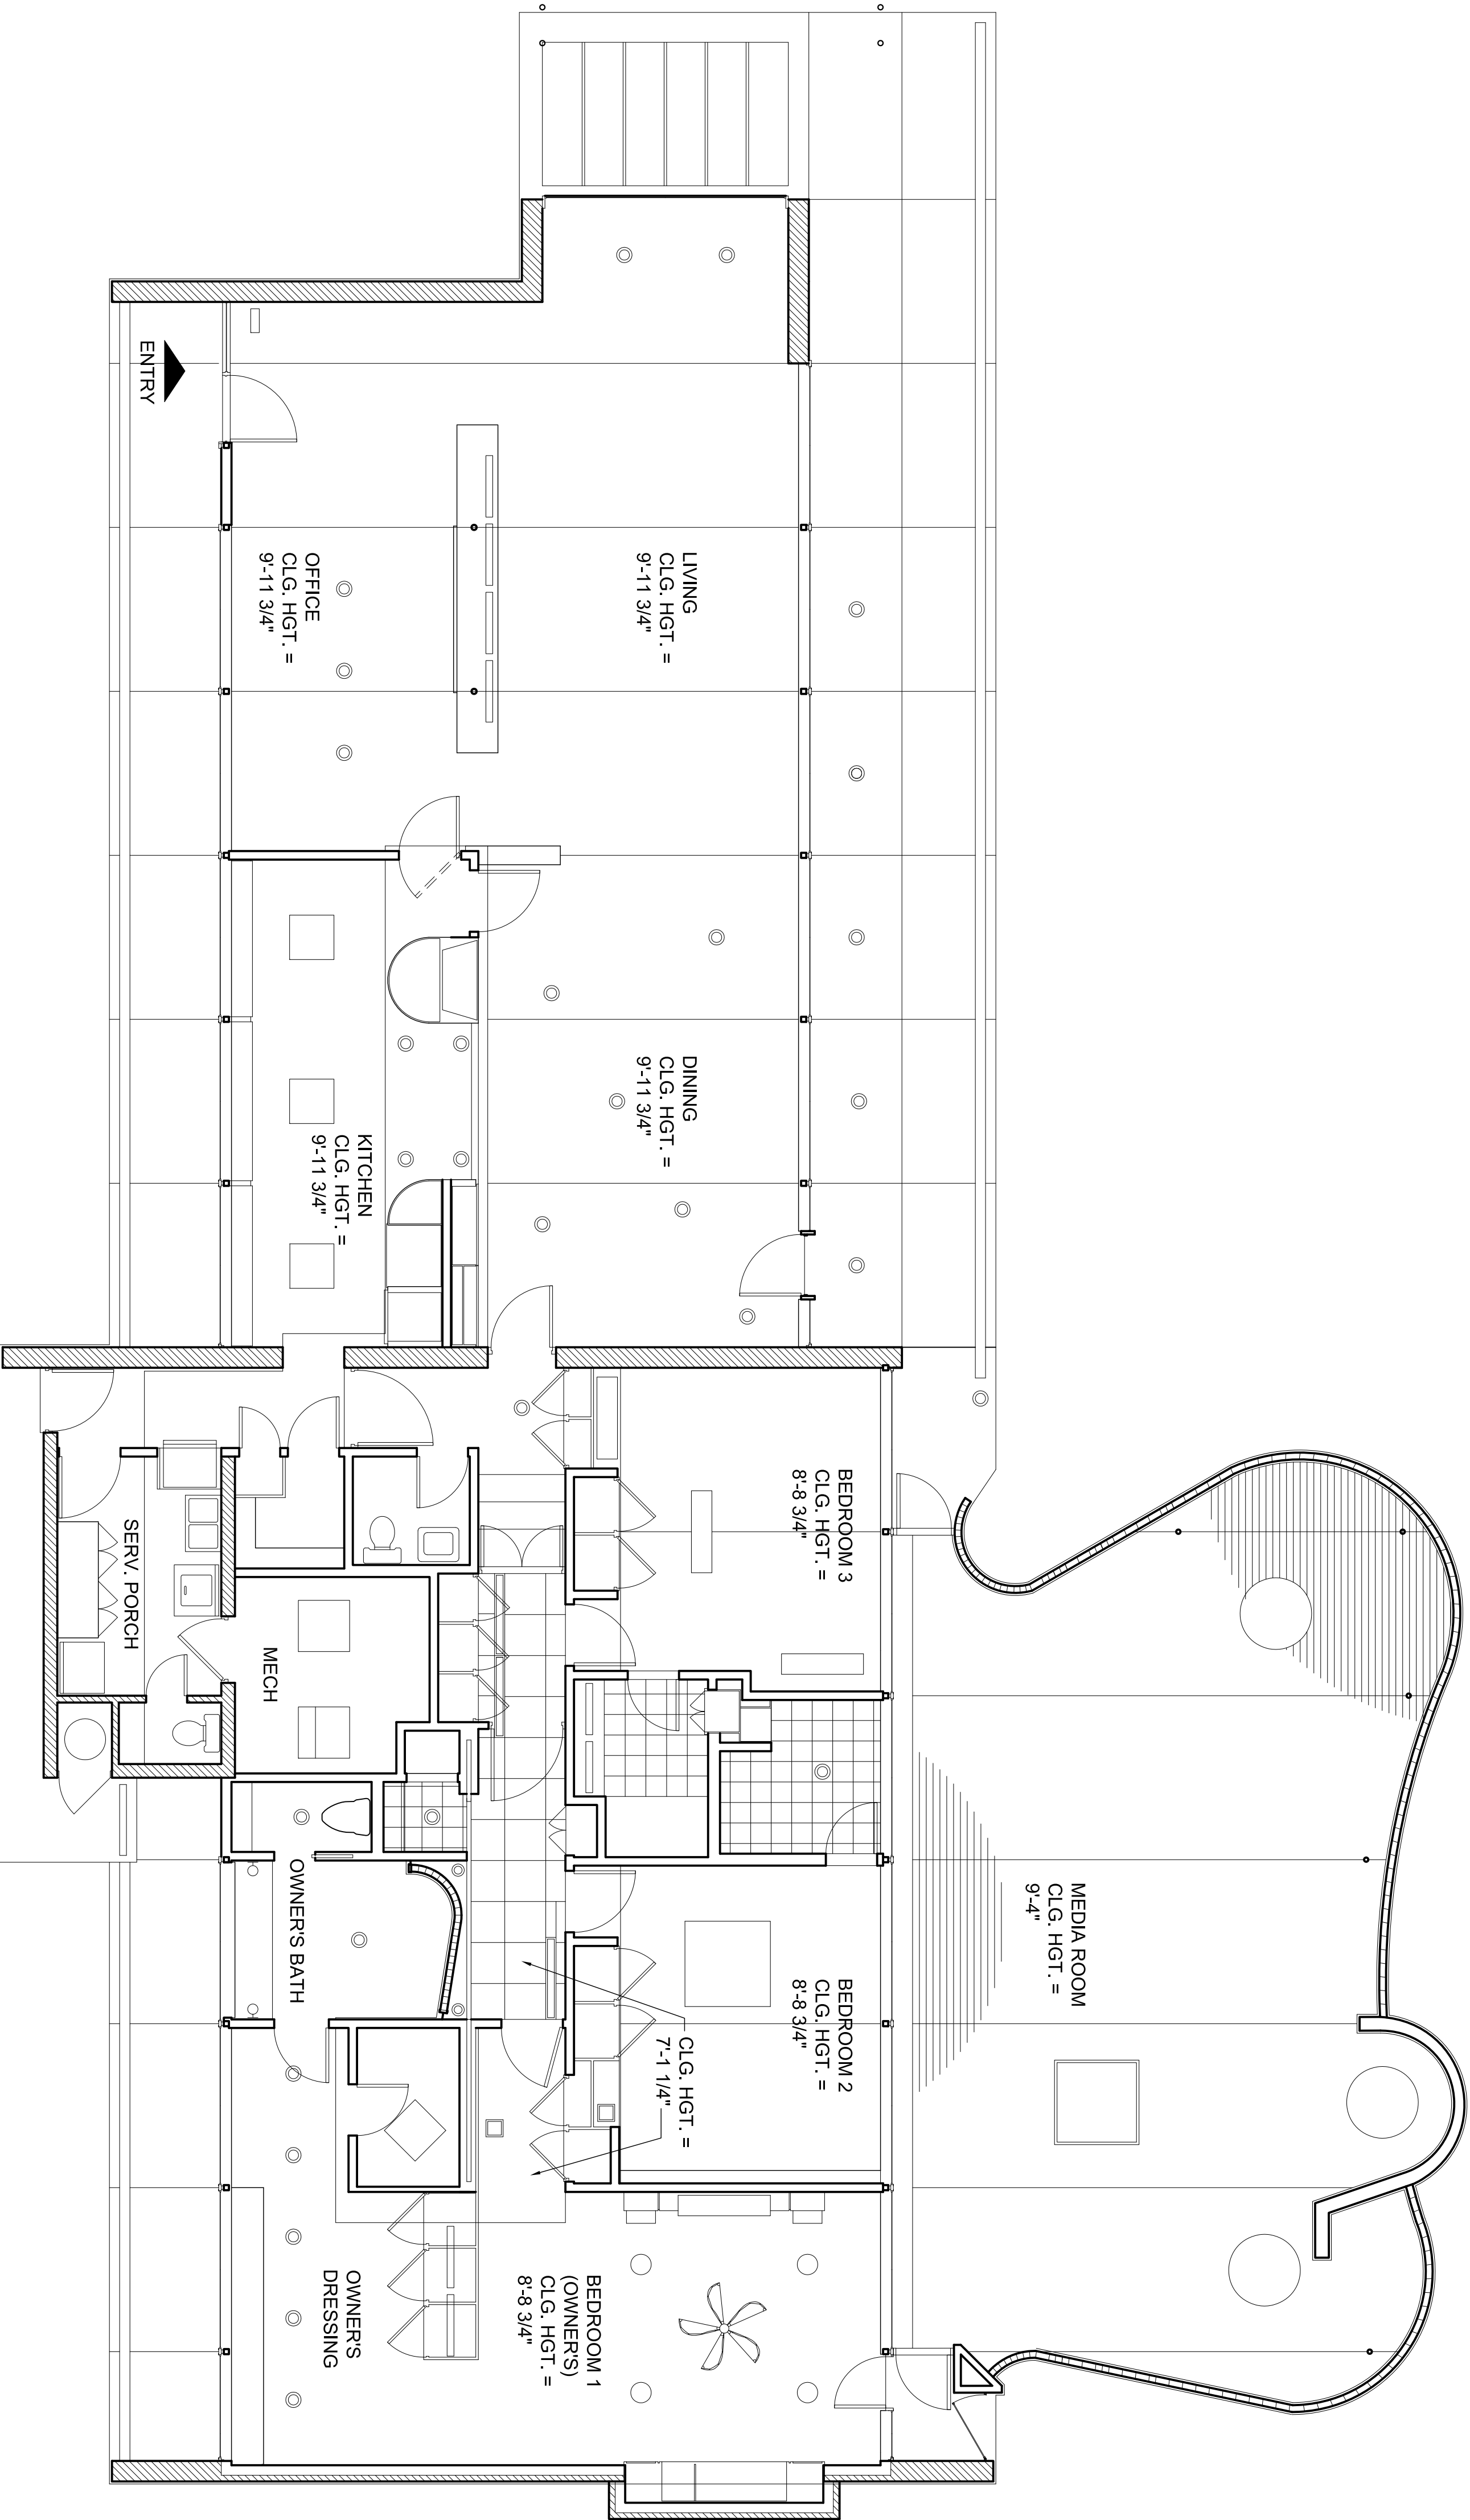 MEDIA ROOM
CLG. HGT. =
9'-4"
BEDROOM 3
CLG. HGT. =
8'-8 3/4"
BEDROOM 2
CLG. HGT. =
8'-8 3/4"
LIVING
CLG. HGT. =
9'-11 3/4"
DINING
CLG. HGT. =
9'-11 3/4"
CLG. HGT. =
7'-1 1/4"
BEDROOM 1
(OWNER'S)
CLG. HGT. =
8'-8 3/4"
OFFICE
CLG. HGT. =
9'-11 3/4"
KITCHEN
CLG. HGT. =
9'-11 3/4"
OWNER'S
DRESSING
OWNER'S BATH
MECH
ENTRY
SERV. PORCH